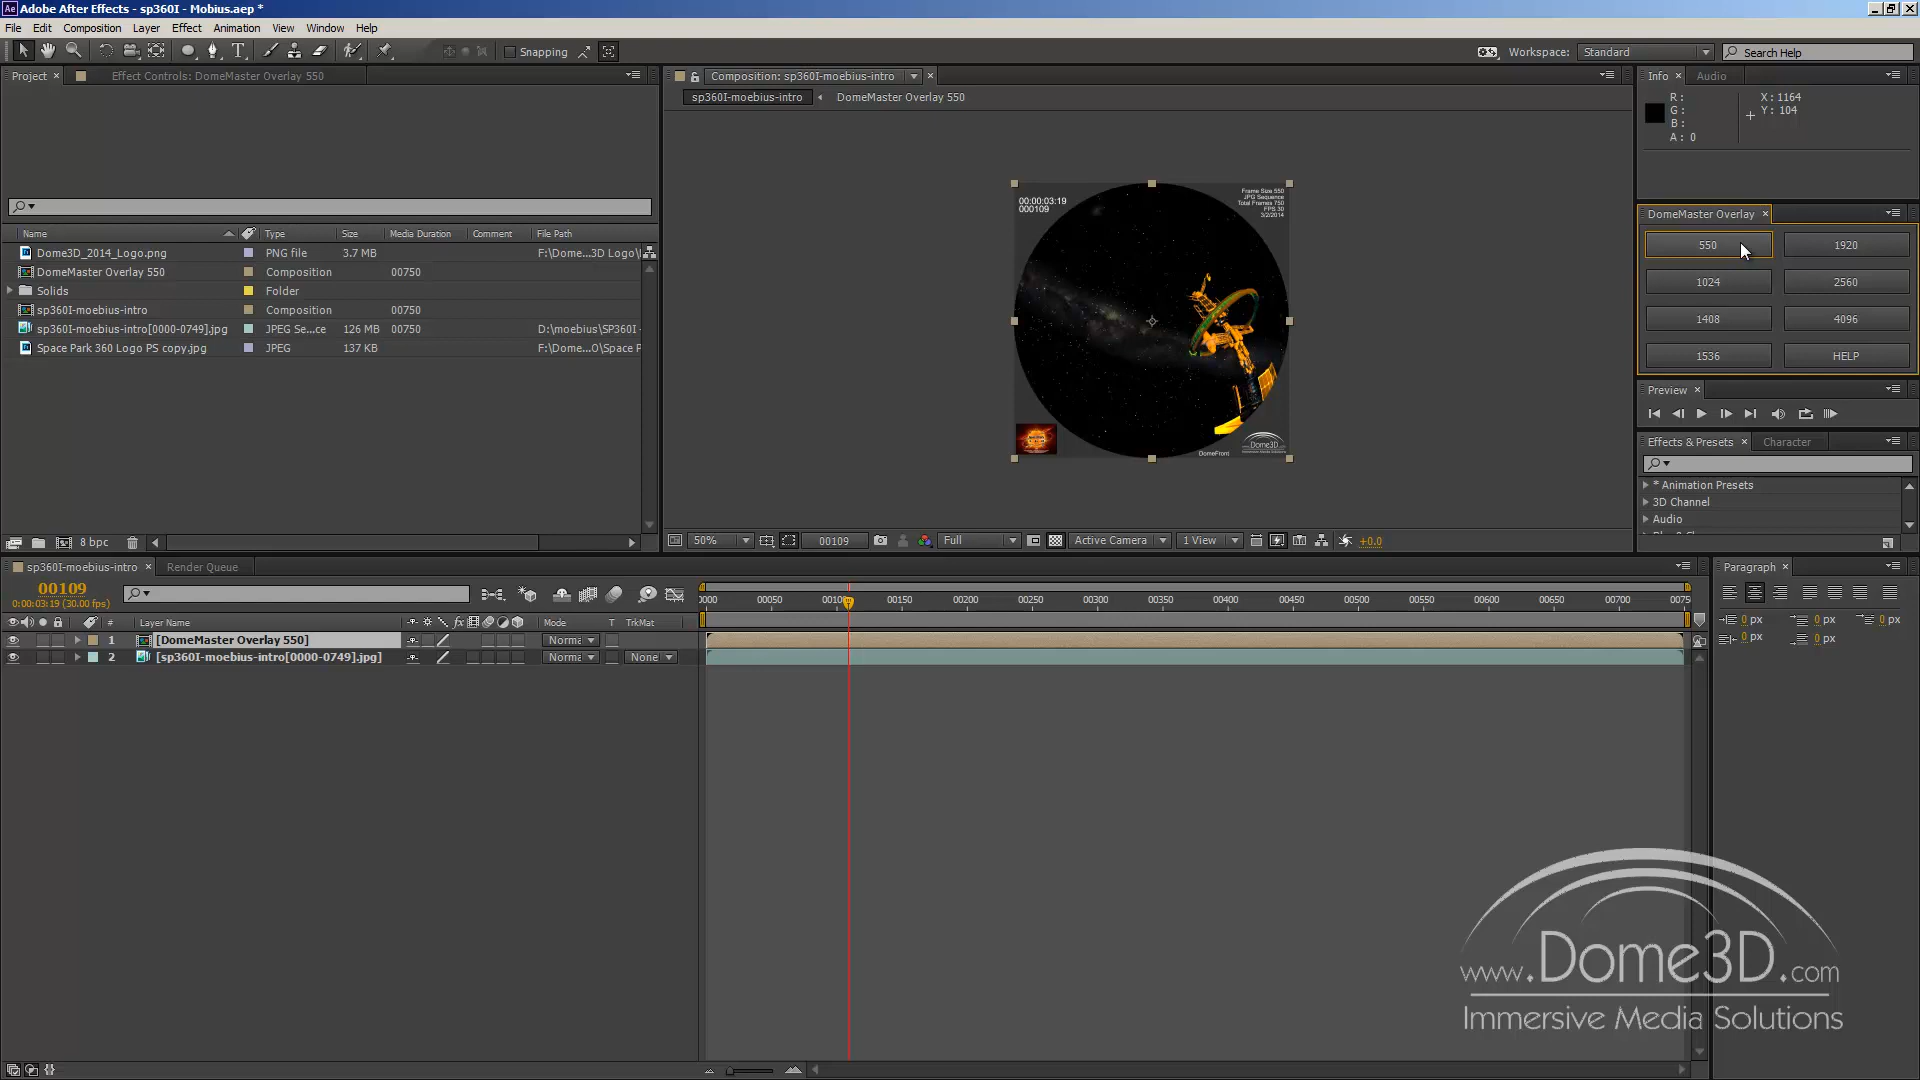 Adobe After Effects - sp360I - Mobius.aep *
File Edit Composition Layer Effect Animation View Window Help
Snapping
Workspace: Standard Search Help
Project × Effect Controls: DomeMaster Overlay 550
Name Type Size Media Duration Comment File Path
Dome3D_2014_Logo.png PNG file 3.7 MB F:\Dome...3D Logo\
DomeMaster Overlay 550 Composition 00750
Solids Folder
sp360I-moebius-intro Composition 00750
sp360I-moebius-intro[0000-0749].jpg JPEG Se...ce 126 MB 00750 D:\moebius\SP360I -
Space Park 360 Logo PS copy.jpg JPEG 137 KB F:\Dome...O\Space P
8 bpc
Composition: sp360I-moebius-intro ×
sp360I-moebius-intro DomeMaster Overlay 550
00:00:03:19
000109
Frame Size 550
JPG Sequence
Total Frames 750
FPS 30
3/2/2014
Dome3D
DomeFront
50% 00109 Full Active Camera 1 View +0.0
Info × Audio
R: X: 1164
G: Y: 104
B:
A: 0
DomeMaster Overlay ×
550 1920
1024 2560
1408 4096
1536 HELP
Preview ×
Effects & Presets × Character
* Animation Presets
3D Channel
Audio
sp360I-moebius-intro × Render Queue
00109
0:00:03:19 (30.00 fps)
0000 00050 0010 00150 00200 00250 00300 00350 00400 00450 00500 00550 00600 00650 00700 0075
# Layer Name fx Mode T TrkMat
1 [DomeMaster Overlay 550] Norma
2 [sp360I-moebius-intro[0000-0749].jpg] Norma None
Paragraph ×
0 px 0 px 0 px
0 px 0 px
www.Dome3D.com
Immersive Media Solutions